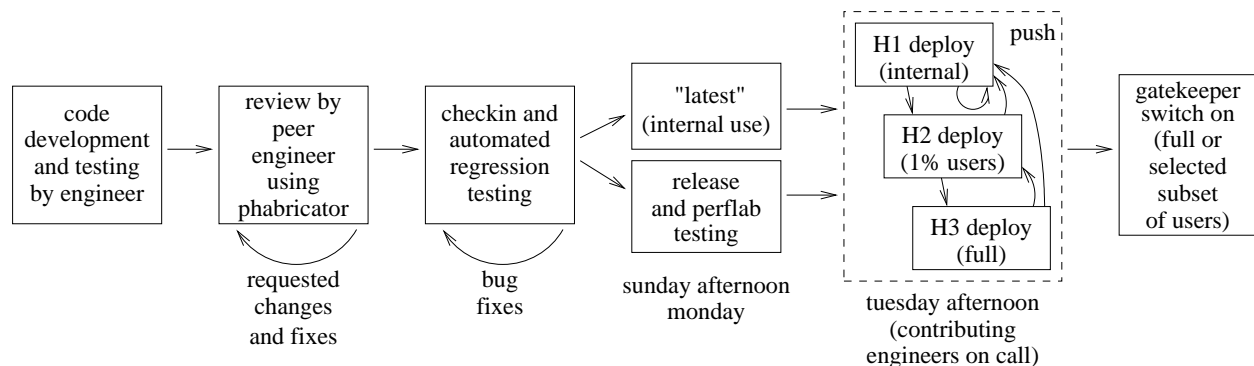 code
development
and testing
by engineer
review by
peer
engineer
using
phabricator
requested
changes
and fixes
checkin and
automated
regression
testing
bug
fixes
"latest"
(internal use)
release
and perflab
testing
sunday afternoon
monday
push
H1 deploy
(internal)
H2 deploy
(1% users)
H3 deploy
(full)
tuesday afternoon
(contributing
engineers on call)
gatekeeper
switch on
(full or
selected
subset
of users)